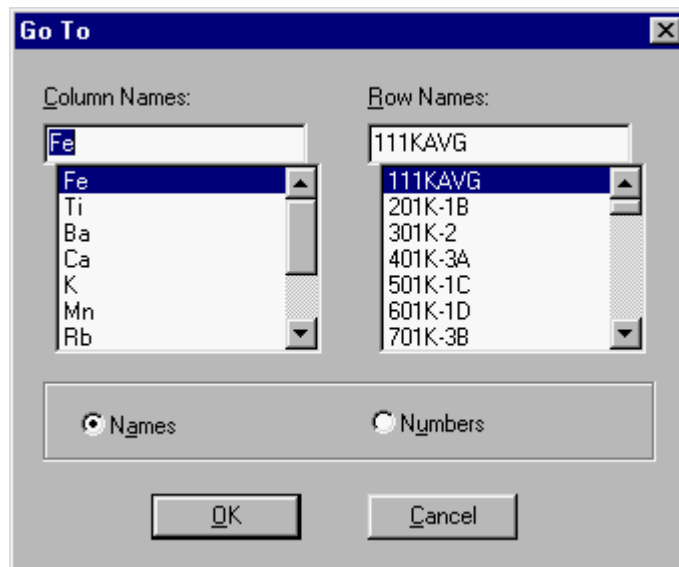 Go To
Column Names:
Row Names:
Fe
111KAVG
Fe
Ti
Ba
Ca
K
Mn
Rb
111KAVG
201K-1B
301K-2
401K-3A
501K-1C
601K-1D
701K-3B
Names
Numbers
OK
Cancel